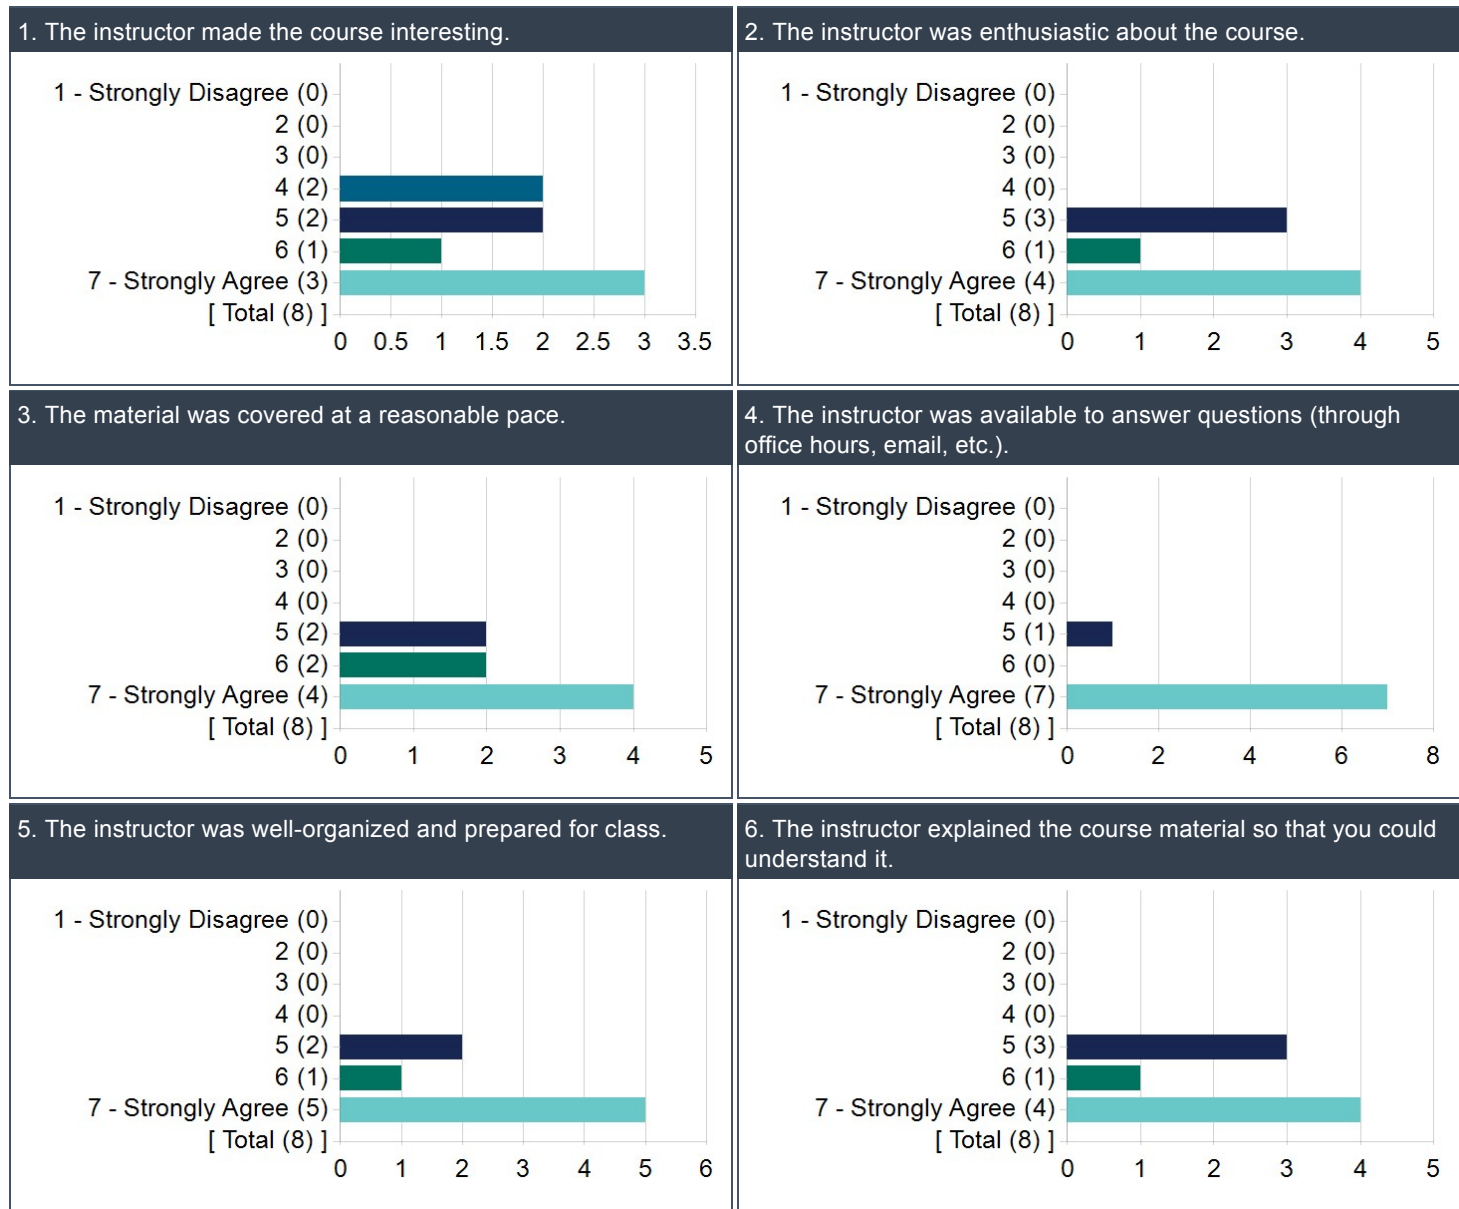 1. The instructor made the course interesting.
1 - Strongly Disagree (0)
2 (0)
3 (0)
4 (2)
5 (2)
6 (1)
7 - Strongly Agree (3)
[ Total (8) ]
0 0.5 1 1.5 2 2.5 3 3.5
2. The instructor was enthusiastic about the course.
1 - Strongly Disagree (0)
2 (0)
3 (0)
4 (0)
5 (3)
6 (1)
7 - Strongly Agree (4)
[ Total (8) ]
0 1 2 3 4 5
3. The material was covered at a reasonable pace.
1 - Strongly Disagree (0)
2 (0)
3 (0)
4 (0)
5 (2)
6 (2)
7 - Strongly Agree (4)
[ Total (8) ]
0 1 2 3 4 5
4. The instructor was available to answer questions (through
office hours, email, etc.).
1 - Strongly Disagree (0)
2 (0)
3 (0)
4 (0)
5 (1)
6 (0)
7 - Strongly Agree (7)
[ Total (8) ]
0 2 4 6 8
5. The instructor was well-organized and prepared for class.
1 - Strongly Disagree (0)
2 (0)
3 (0)
4 (0)
5 (2)
6 (1)
7 - Strongly Agree (5)
[ Total (8) ]
0 1 2 3 4 5 6
6. The instructor explained the course material so that you could
understand it.
1 - Strongly Disagree (0)
2 (0)
3 (0)
4 (0)
5 (3)
6 (1)
7 - Strongly Agree (4)
[ Total (8) ]
0 1 2 3 4 5